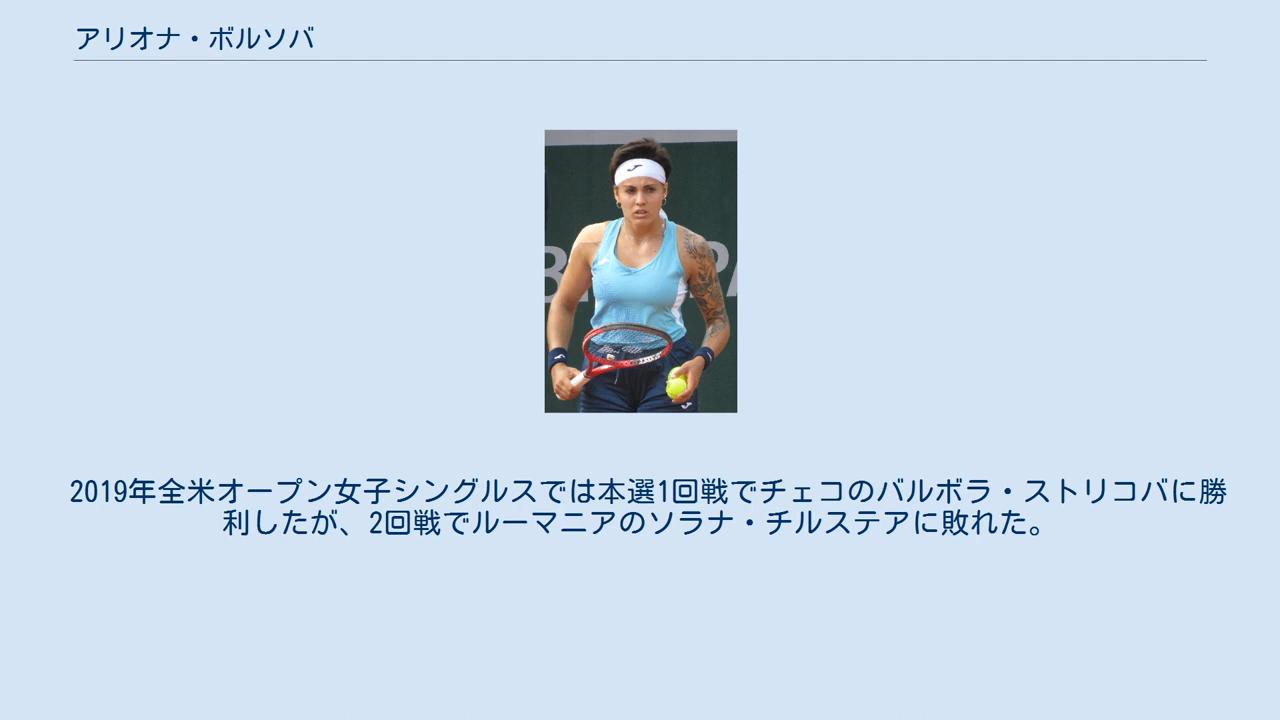 アリオナ・ボルソバ
2019年全米オープン女子シングルスでは本選1回戦でチェコのバルボラ・ストリコバに勝
利したが、2回戦でルーマニアのソラナ・チルステアに敗れた。